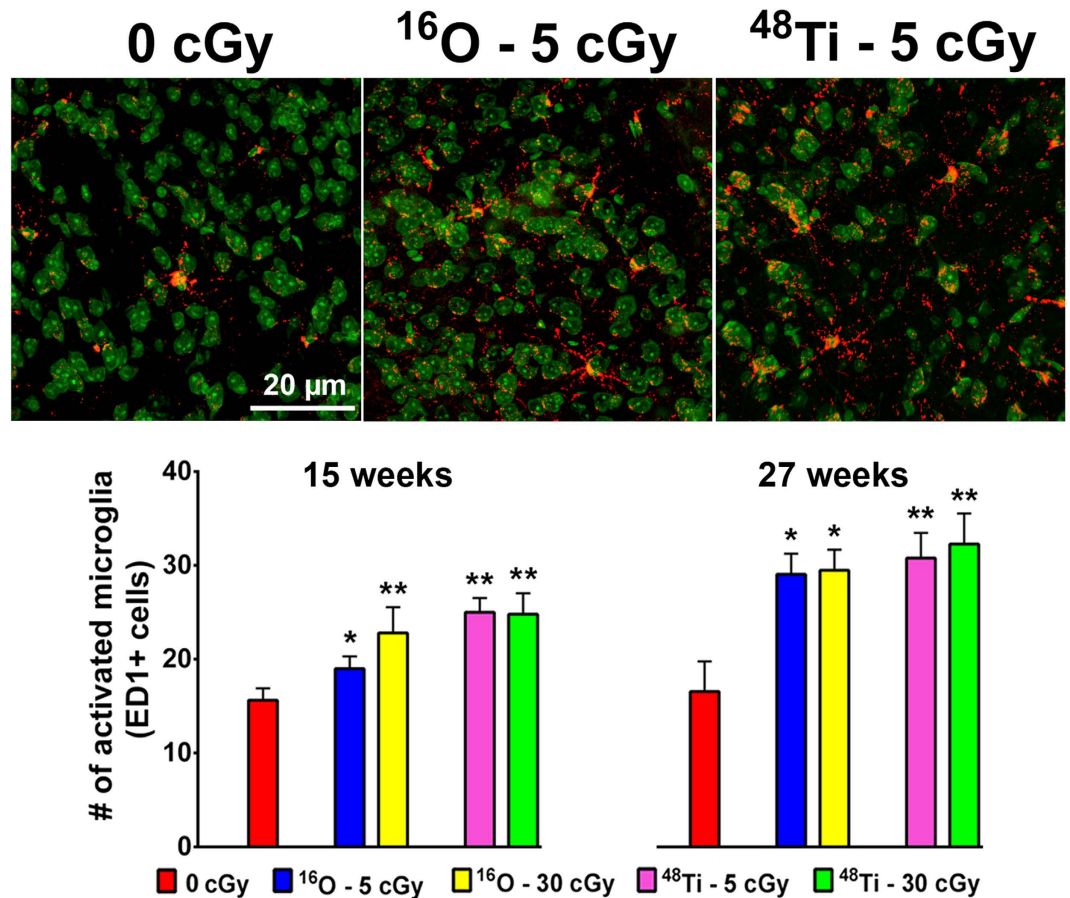 0 cGy
¹⁶O - 5 cGy
⁴⁸Ti - 5 cGy
20 µm
# of activated microglia
(ED1+ cells)
40
30
20
10
0
15 weeks
*
**
**
**
27 weeks
*
*
**
**
0 cGy
¹⁶O - 5 cGy
¹⁶O - 30 cGy
⁴⁸Ti - 5 cGy
⁴⁸Ti - 30 cGy